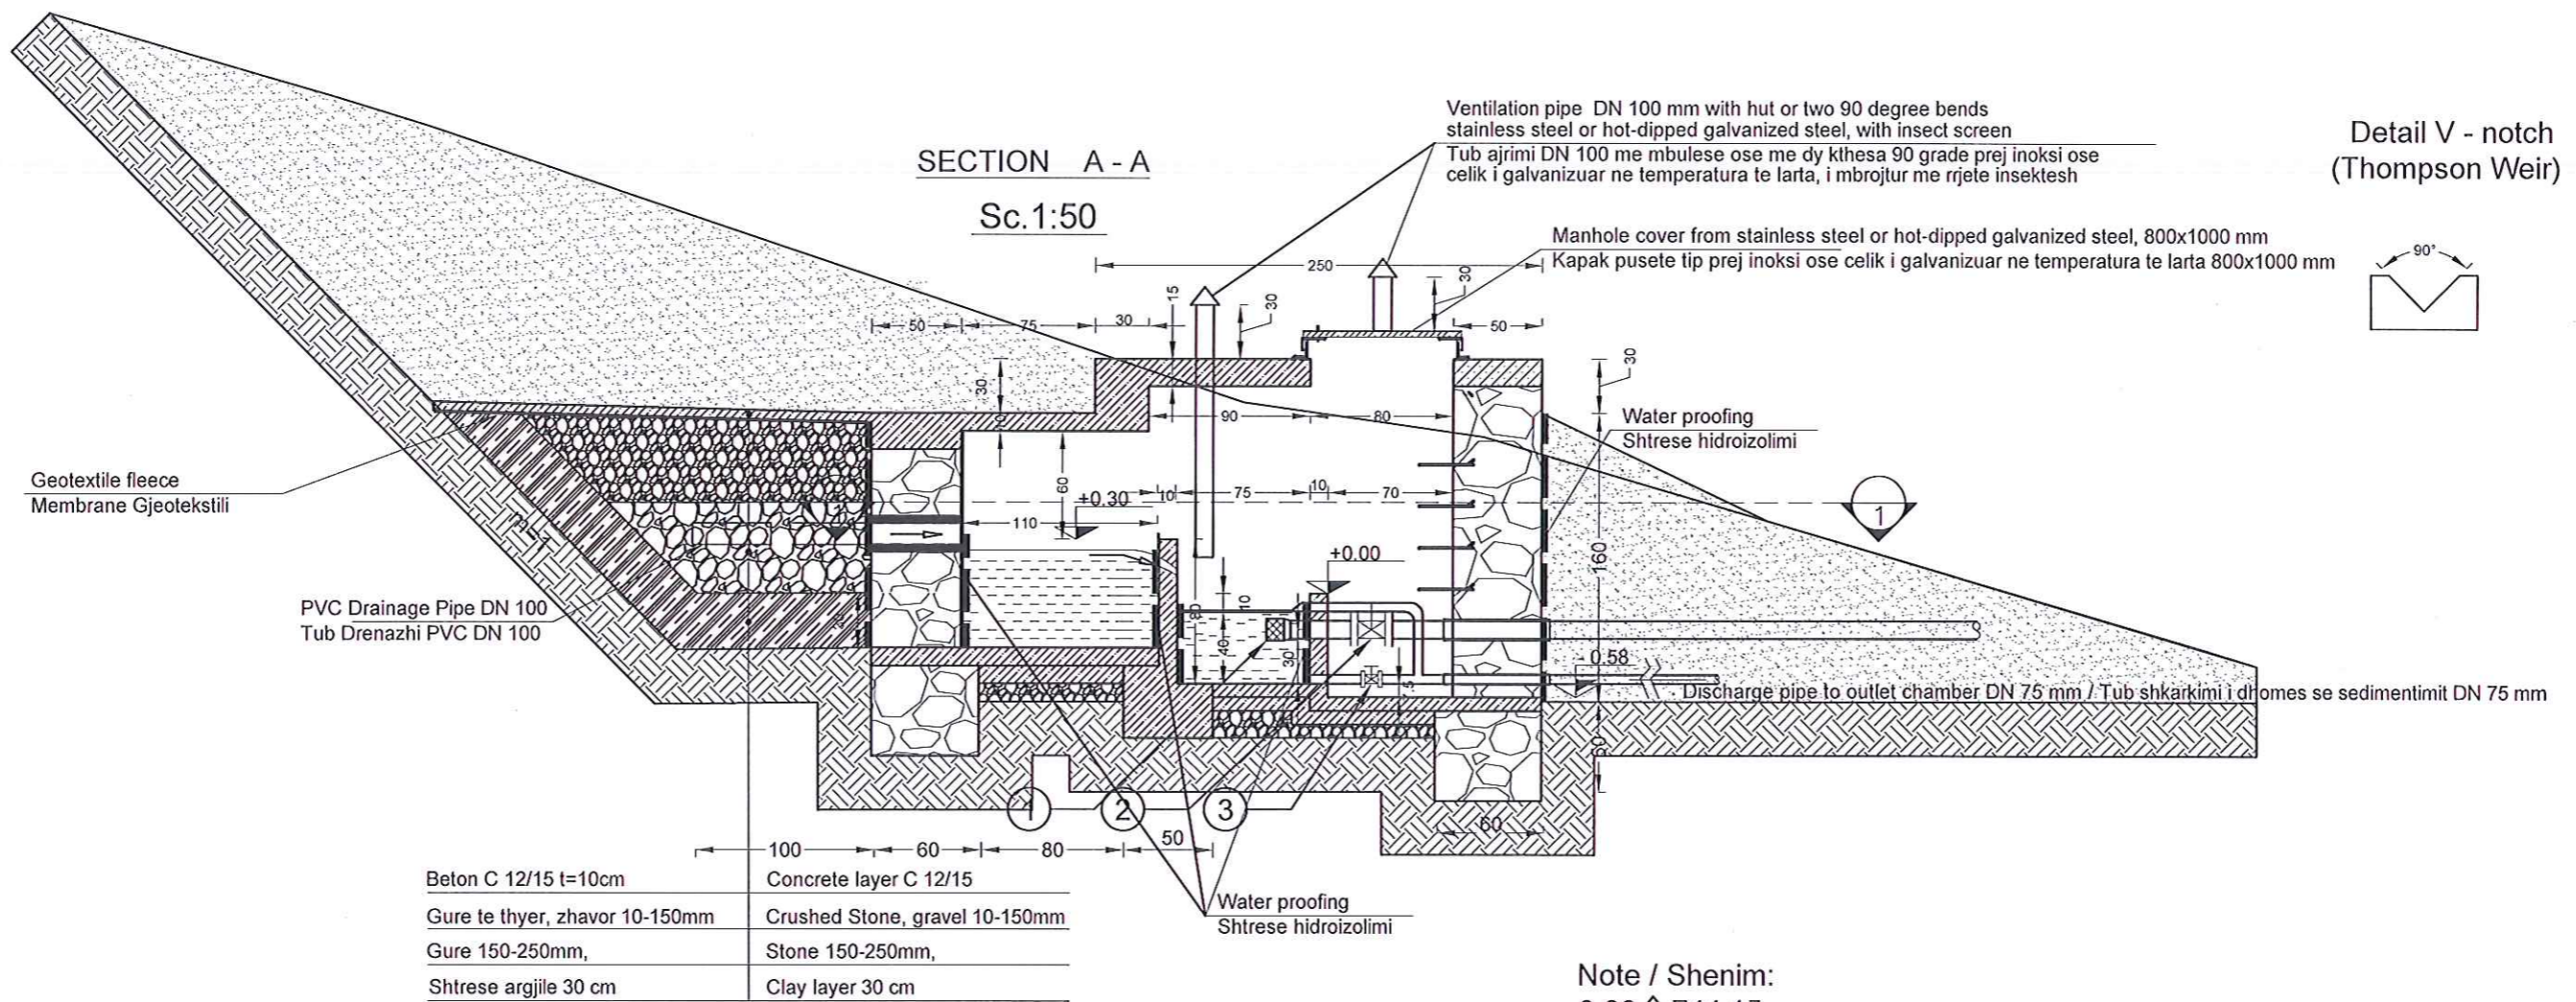 SECTION A - A
Sc.1:50
Ventilation pipe DN 100 mm with hut or two 90 degree bends
stainless steel or hot-dipped galvanized steel, with insect screen
Tub ajrimi DN 100 me mbulese ose me dy kthesa 90 grade prej inoksi ose
celik i galvanizuar ne temperatura te larta, i mbrojtur me rrjete insektesh
Detail V - notch
(Thompson Weir)
90°
Manhole cover from stainless steel or hot-dipped galvanized steel, 800x1000 mm
Kapak pusete tip prej inoksi ose celik i galvanizuar ne temperatura te larta 800x1000 mm
250
15
30
30
50
75
30
50
30
30
10
90
80
Water proofing
Shtrese hidroizolimi
Geotextile fleece
Membrane Gjeotekstili
60
+0.30
10
75
10
70
110
1
160
+0.00
PVC Drainage Pipe DN 100
Tub Drenazhi PVC DN 100
80
10
40
30
- 0.58
Discharge pipe to outlet chamber DN 75 mm / Tub shkarkimi i dhomes se sedimentimit DN 75 mm
1
2
3
60
60
100
60
80
50
Beton C 12/15 t=10cm
Concrete layer C 12/15
Gure te thyer, zhavor 10-150mm
Crushed Stone, gravel 10-150mm
Gure 150-250mm,
Stone 150-250mm,
Shtrese argjile 30 cm
Clay layer 30 cm
Water proofing
Shtrese hidroizolimi
Note / Shenim: